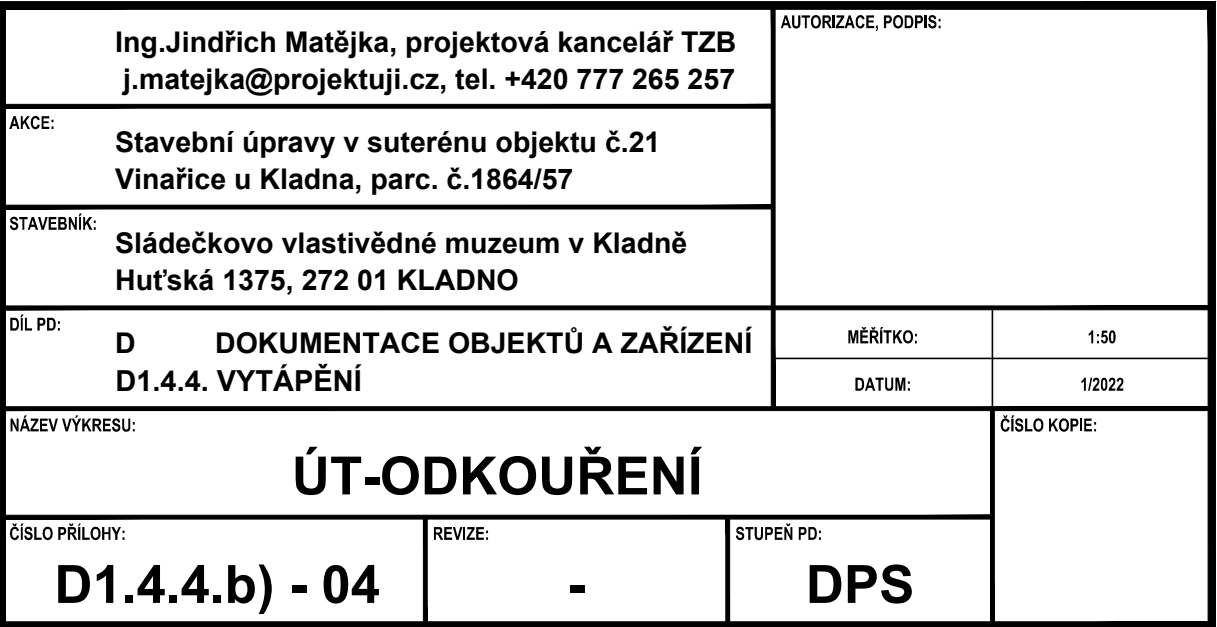 Ing.Jindřich Matějka, projektová kancelář TZB
j.matejka@projektuji.cz, tel. +420 777 265 257
AUTORIZACE, PODPIS:
AKCE:
Stavební úpravy v suterénu objektu č.21
Vinařice u Kladna, parc. č.1864/57
STAVEBNÍK:
Sládečkovo vlastivědné muzeum v Kladně
Huťská 1375, 272 01 KLADNO
DÍL PD:
D DOKUMENTACE OBJEKTŮ A ZAŘÍZENÍ
D1.4.4. VYTÁPĚNÍ
MĚŘÍTKO: 1:50
DATUM: 1/2022
NÁZEV VÝKRESU:
ÚT-ODKOUŘENÍ
ČÍSLO KOPIE:
ČÍSLO PŘÍLOHY:
D1.4.4.b) - 04
REVIZE:
-
STUPEŇ PD:
DPS